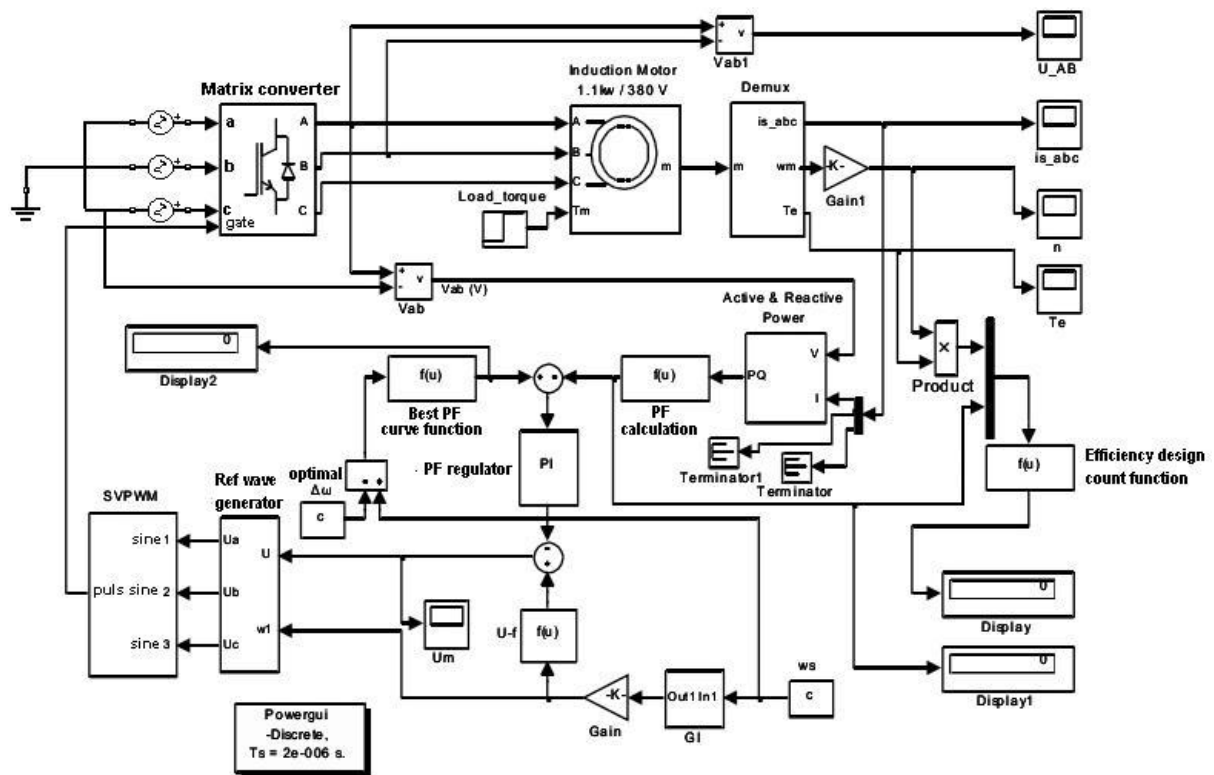 +
-
v
Vab1
U_AB
Induction Motor
1.1kw / 380 V
Demux
Matrix converter
a
b
c
gate
A
B
C
A
B
C
Tm
m
m
is_abc
wm
Te
-K-
Gain1
is_abc
n
Te
Load_torque
+
-
v
Vab
Vab (V)
Active & Reactive
Power
V
PQ
I
×
Product
0
Display2
f(u)
Best PF
curve function
f(u)
PF
calculation
PF regulator
PI
Terminator1
Terminator
f(u)
Efficiency design
count function
optimal
Δω
c
Ref wave
generator
SVPWM
sine 1
puls sine 2
sine 3
Ua
Ub
Uc
U
w1
-
+
Um
U-f
f(u)
-K-
Gain
Out1 In1
GI
ws
c
0
Display
0
Display1
Powergui
-Discrete,
Ts = 2e-006 s.